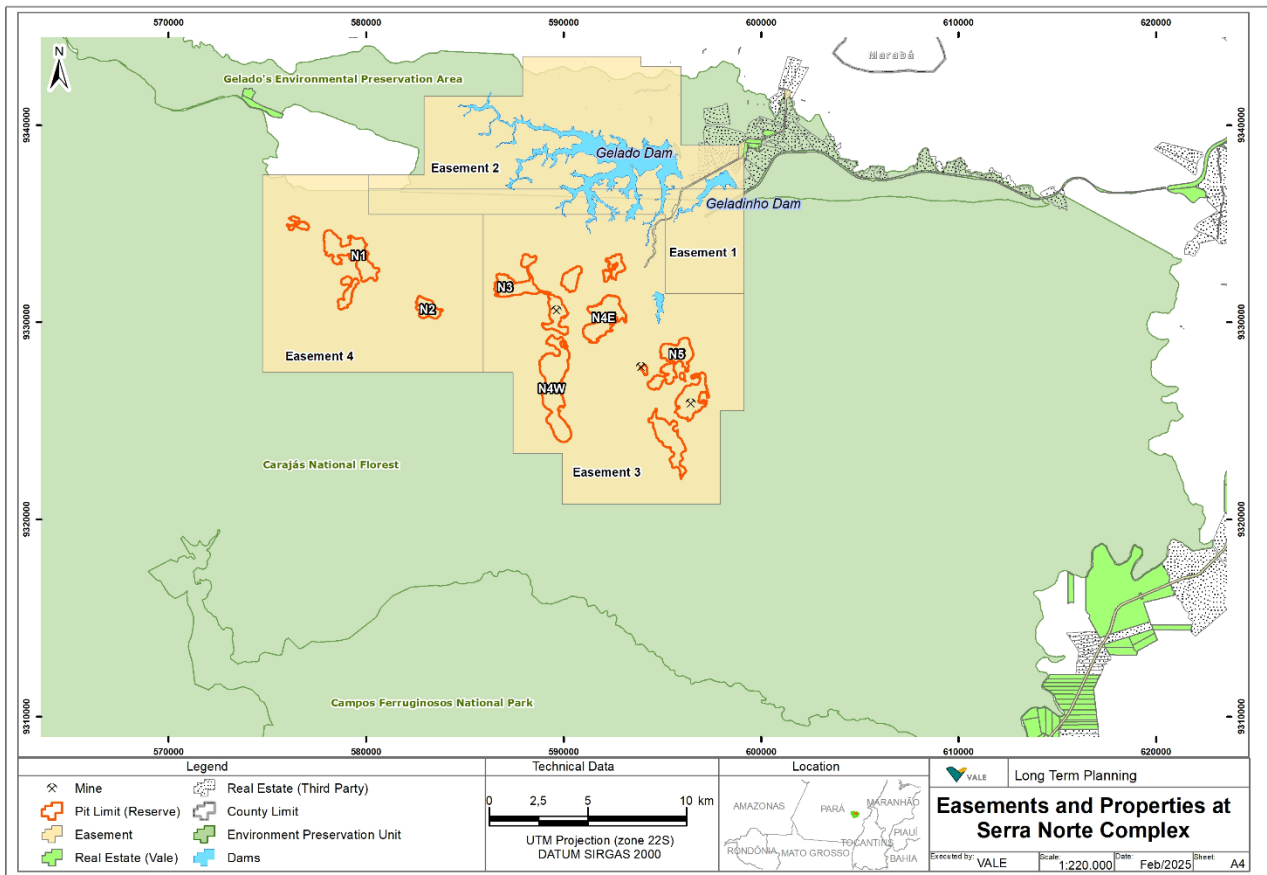 570000 580000 590000 600000 610000 620000
N
Marabá
Gelado's Environmental Preservation Area
9340000
9340000
Gelado Dam
Easement 2
Geladinho Dam
Easement 1
N1
N3
N2
N4E
9330000
9330000
N5
Easement 4
N4W
Carajás National Florest
Easement 3
9320000
9320000
Campos Ferruginosos National Park
9310000
9310000
570000 580000 590000 600000 610000 620000
Legend
Mine
Pit Limit (Reserve)
Easement
Real Estate (Vale)
Real Estate (Third Party)
County Limit
Environment Preservation Unit
Dams
Technical Data
0 2,5 5 10 km
UTM Projection (zone 22S)
DATUM SIRGAS 2000
Location
AMAZONAS
PARÁ
MARANHÃO
PIAUÍ
TOCANTINS
RONDÔNIA
MATO GROSSO
BAHIA
VALE
Long Term Planning
Easements and Properties at
Serra Norte Complex
Executed by: VALE
Scale: 1:220.000
Date: Feb/2025
Sheet: A4